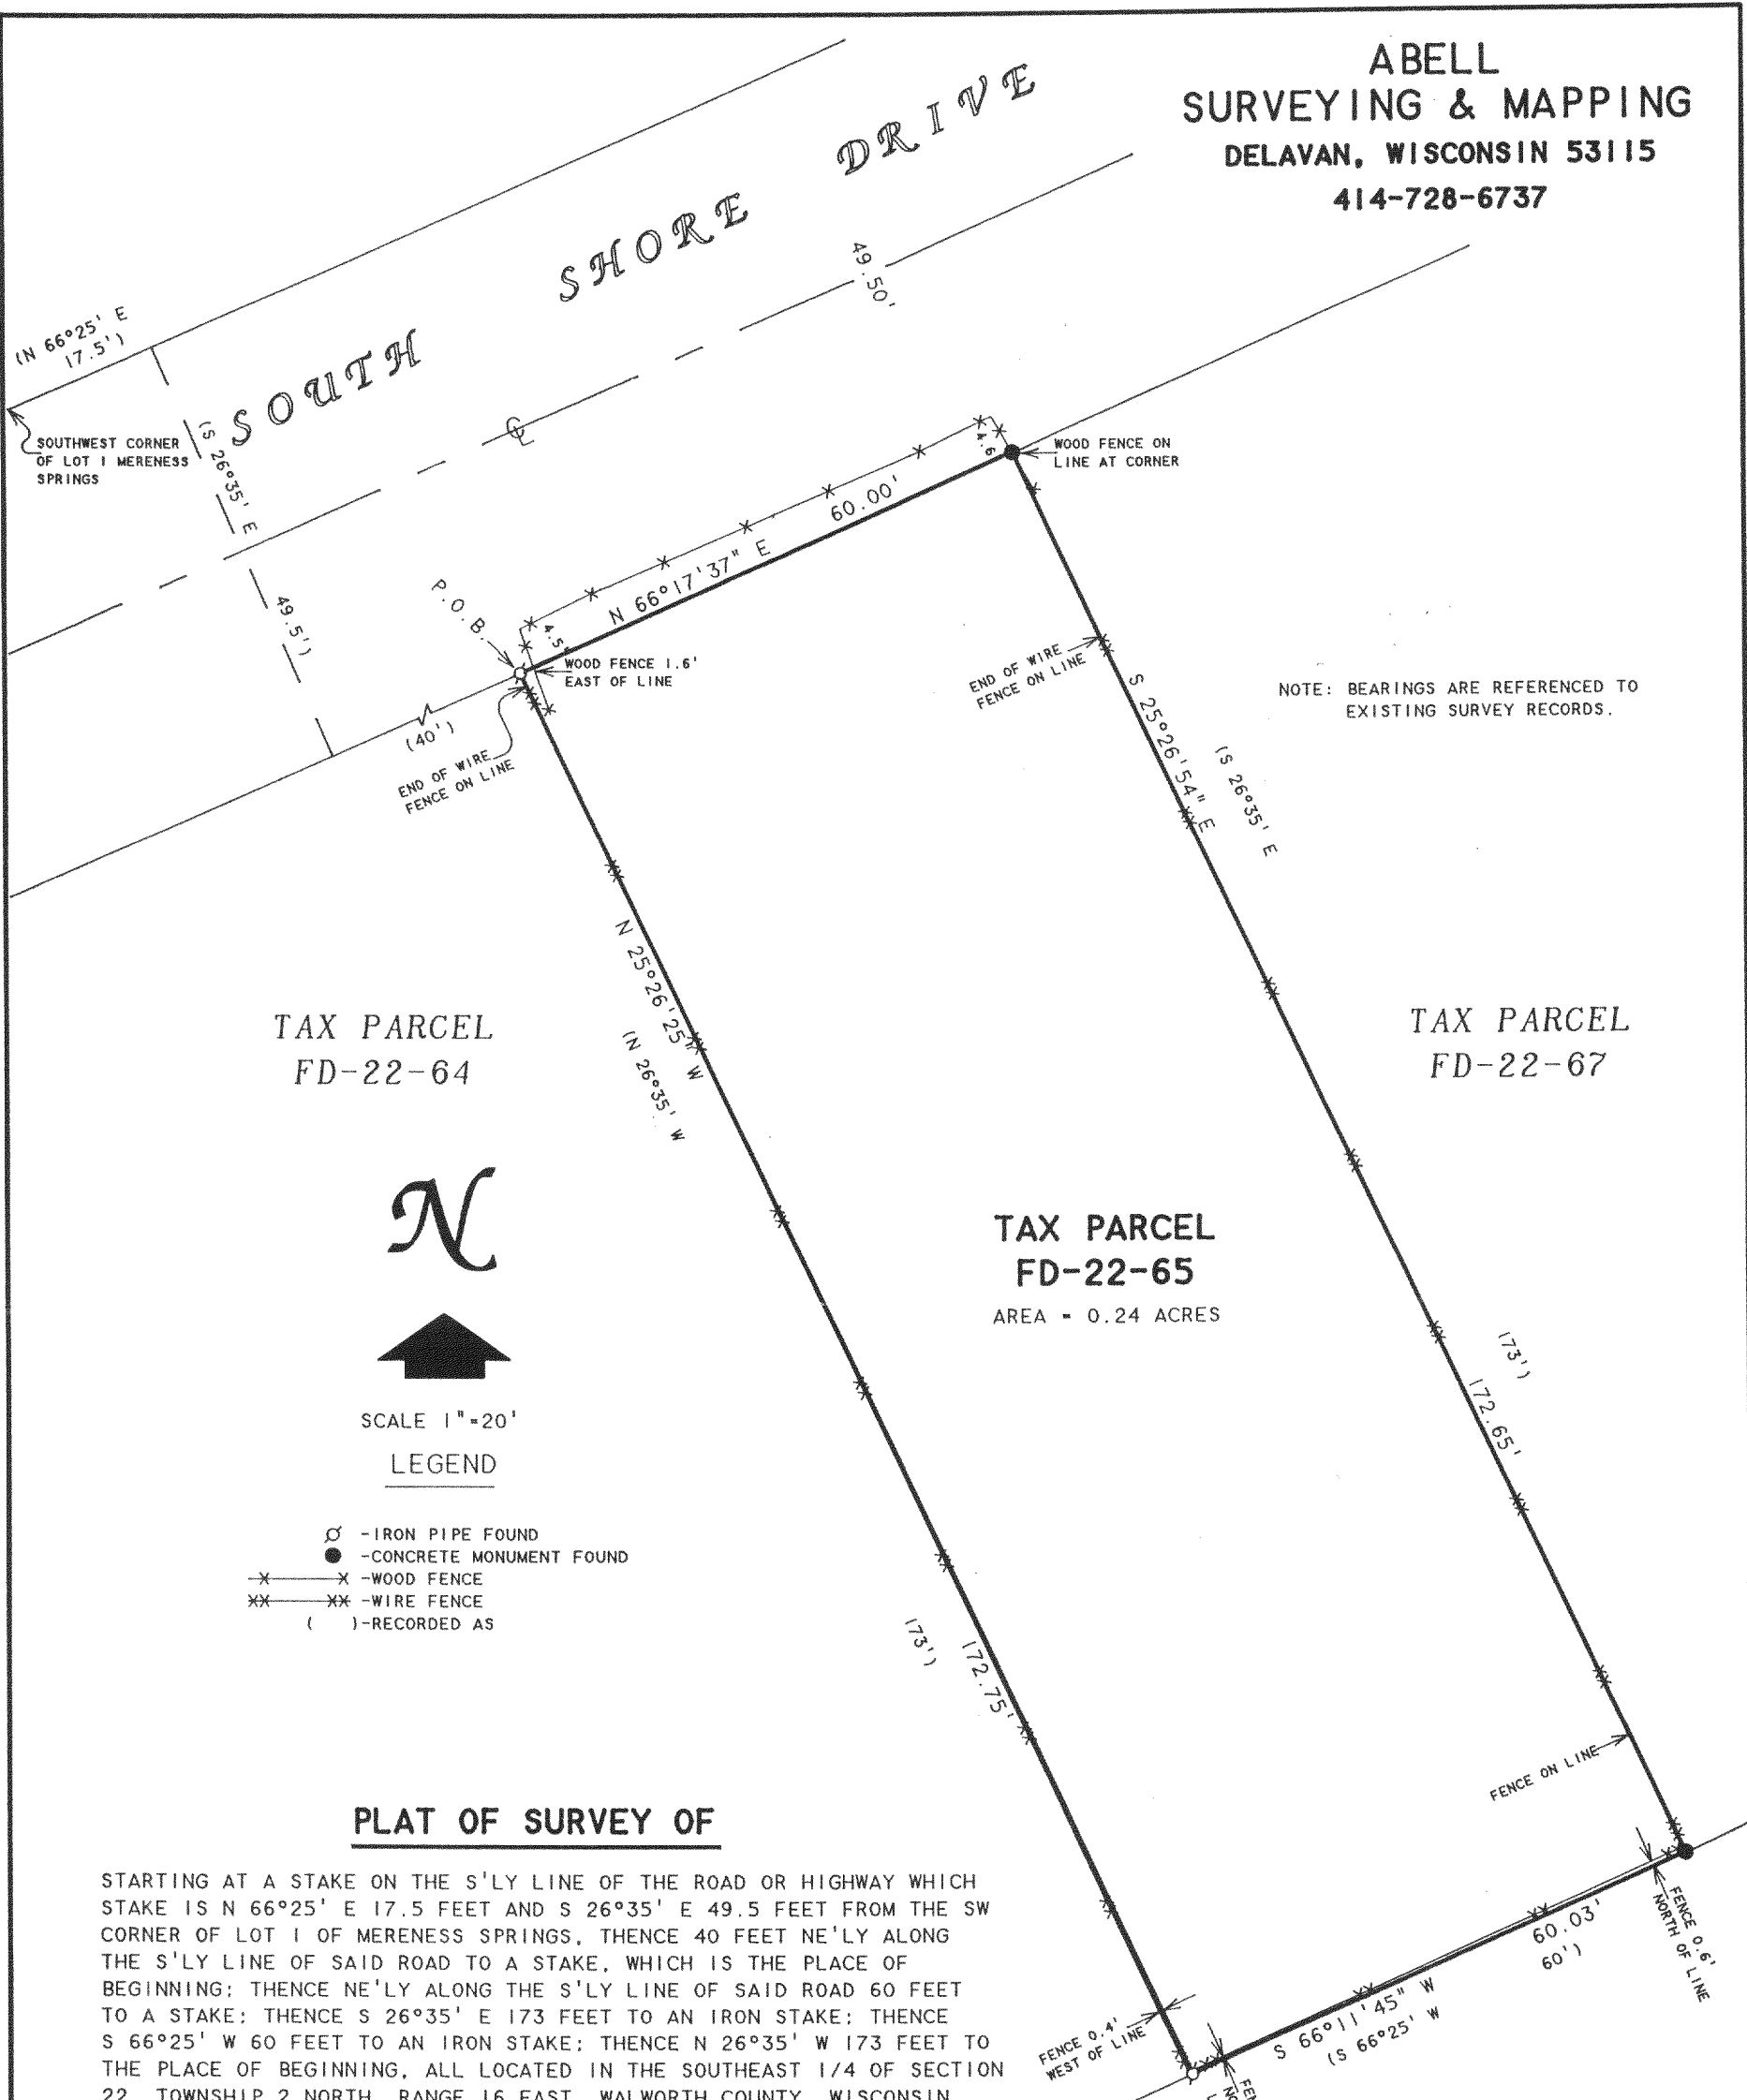 ABELL
SURVEYING & MAPPING
DELAVAN, WISCONSIN 53115
414-728-6737
SOUTH SHORE DRIVE
49.50'
(N 66°25' E
17.5')
SOUTHWEST CORNER
OF LOT 1 MERENESS
SPRINGS
(S 26°35' E
49.5')
℄
4.6
WOOD FENCE ON
LINE AT CORNER
60.00'
N 66°17'37" E
P.O.B.
4.5'
WOOD FENCE 1.6'
EAST OF LINE
(40')
END OF WIRE
FENCE ON LINE
END OF WIRE
FENCE ON LINE
S 25°26'54" E
(S 26°35' E
NOTE: BEARINGS ARE REFERENCED TO
EXISTING SURVEY RECORDS.
N 25°26'25" W
(N 26°35' W
TAX PARCEL
FD-22-64
TAX PARCEL
FD-22-67
N
TAX PARCEL
FD-22-65
AREA = 0.24 ACRES
173')
172.65'
SCALE 1"=20'
LEGEND
-IRON PIPE FOUND
-CONCRETE MONUMENT FOUND
-WOOD FENCE
-WIRE FENCE
( )-RECORDED AS
173')
172.75'
FENCE ON LINE
FENCE 0.6'
NORTH OF LINE
60.03'
60')
S 66°11'45" W
(S 66°25' W
FENCE 0.4'
WEST OF LINE
PLAT OF SURVEY OF
STARTING AT A STAKE ON THE S'LY LINE OF THE ROAD OR HIGHWAY WHICH
STAKE IS N 66°25' E 17.5 FEET AND S 26°35' E 49.5 FEET FROM THE SW
CORNER OF LOT 1 OF MERENESS SPRINGS, THENCE 40 FEET NE'LY ALONG
THE S'LY LINE OF SAID ROAD TO A STAKE, WHICH IS THE PLACE OF
BEGINNING; THENCE NE'LY ALONG THE S'LY LINE OF SAID ROAD 60 FEET
TO A STAKE; THENCE S 26°35' E 173 FEET TO AN IRON STAKE; THENCE
S 66°25' W 60 FEET TO AN IRON STAKE; THENCE N 26°35' W 173 FEET TO
THE PLACE OF BEGINNING, ALL LOCATED IN THE SOUTHEAST 1/4 OF SECTION
22, TOWNSHIP 2 NORTH, RANGE 16 EAST, WALWORTH COUNTY, WISCONSIN